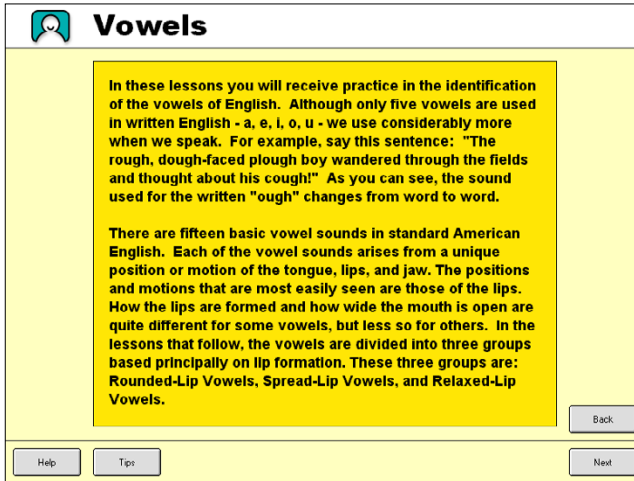 Vowels
In these lessons you will receive practice in the identification
of the vowels of English.  Although only five vowels are used
in written English - a, e, i, o, u - we use considerably more
when we speak.  For example, say this sentence:  "The
rough, dough-faced plough boy wandered through the fields
and thought about his cough!"  As you can see, the sound
used for the written "ough" changes from word to word.
There are fifteen basic vowel sounds in standard American
English.  Each of the vowel sounds arises from a unique
position or motion of the tongue, lips, and jaw. The positions
and motions that are most easily seen are those of the lips.
How the lips are formed and how wide the mouth is open are
quite different for some vowels, but less so for others.  In the
lessons that follow, the vowels are divided into three groups
based principally on lip formation. These three groups are:
Rounded-Lip Vowels, Spread-Lip Vowels, and Relaxed-Lip
Vowels.
Back
Help
Tips
Next